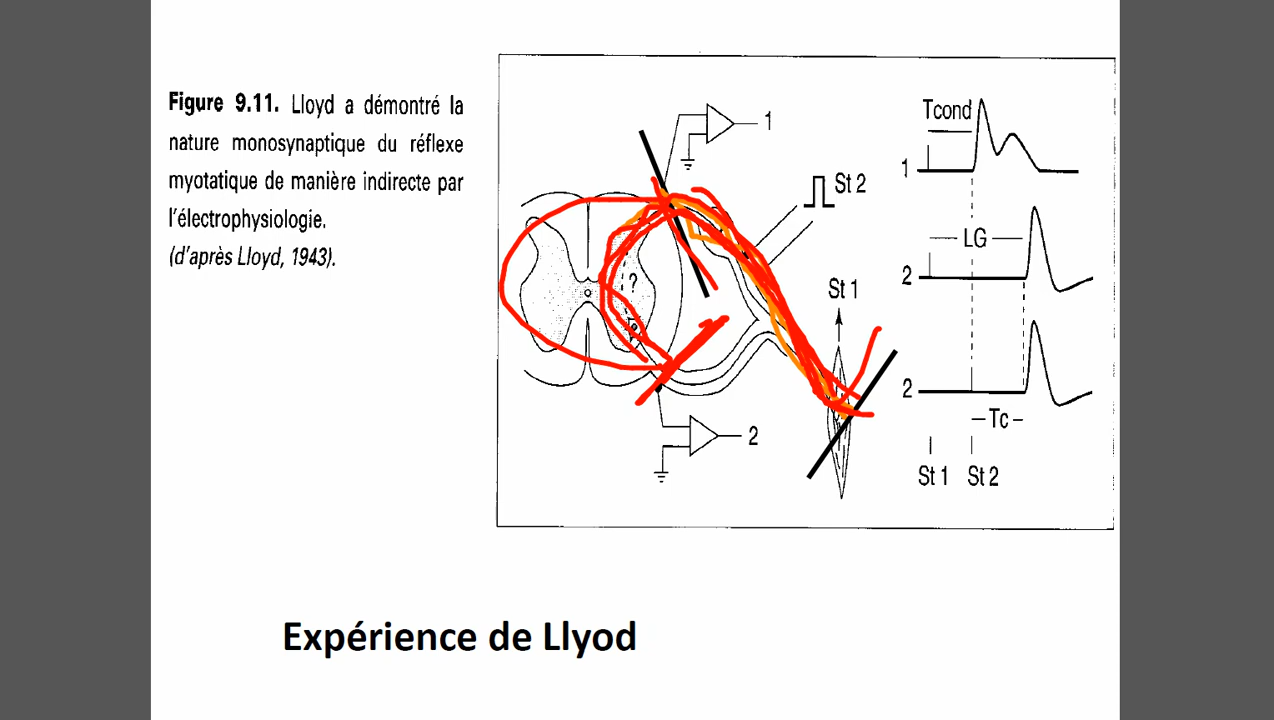 Figure 9.11. Lloyd a démontré la
nature monosynaptique du réflexe
myotatique de manière indirecte par
l'électrophysiologie.
(d'après Lloyd, 1943).
1
St 2
?
St 1
2
Tcond
1
LG
2
2
Tc
St 1 St 2
Expérience de Llyod